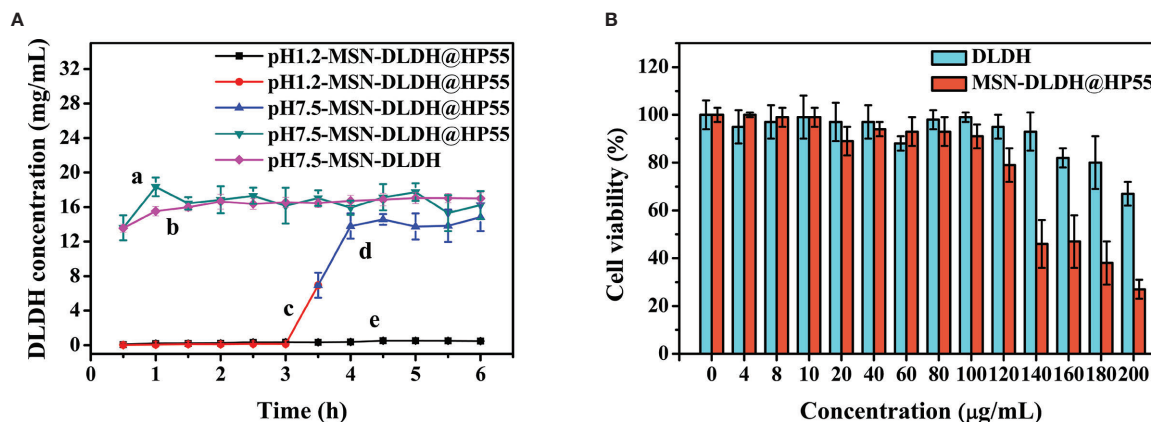 A
DLDH concentration (mg/mL)
32
28
24
20
16
12
8
4
0
pH1.2-MSN-DLDH@HP55
pH1.2-MSN-DLDH@HP55
pH7.5-MSN-DLDH@HP55
pH7.5-MSN-DLDH@HP55
pH7.5-MSN-DLDH
a
b
c
d
e
0 1 2 3 4 5 6
Time (h)
B
Cell viability (%)
120
100
80
60
40
20
0
DLDH
MSN-DLDH@HP55
0 4 8 10 20 40 60 80 100 120 140 160 180 200
Concentration (μg/mL)